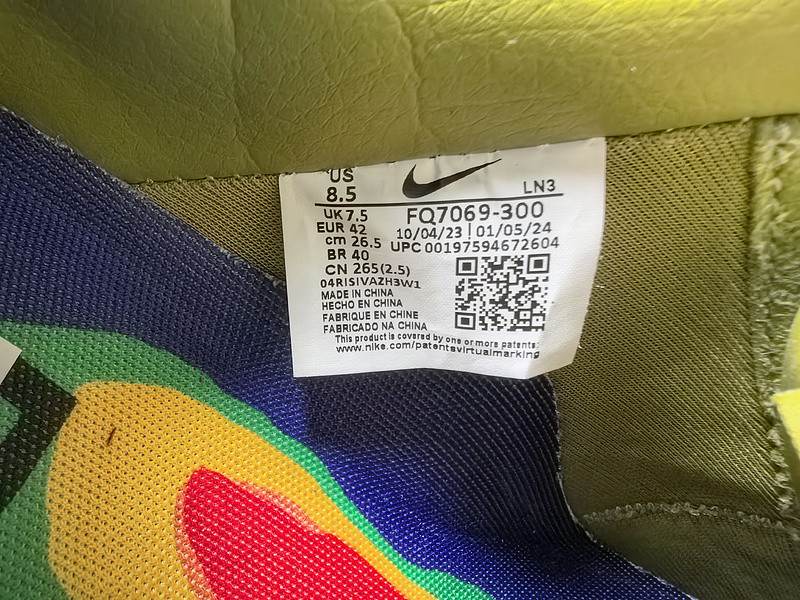 US
8.5
LN3
UK 7.5
FQ7069-300
EUR 42
10/04/23 | 01/05/24
cm 26.5
UPC 00197594672604
BR 40
CN 265(2.5)
04RISIVAZH3W1
MADE IN CHINA
HECHO EN CHINA
FABRIQUE EN CHINE
FABRICADO NA CHINA
This product is covered by one or more patents:
www.nike.com/patentsvirtualmarking